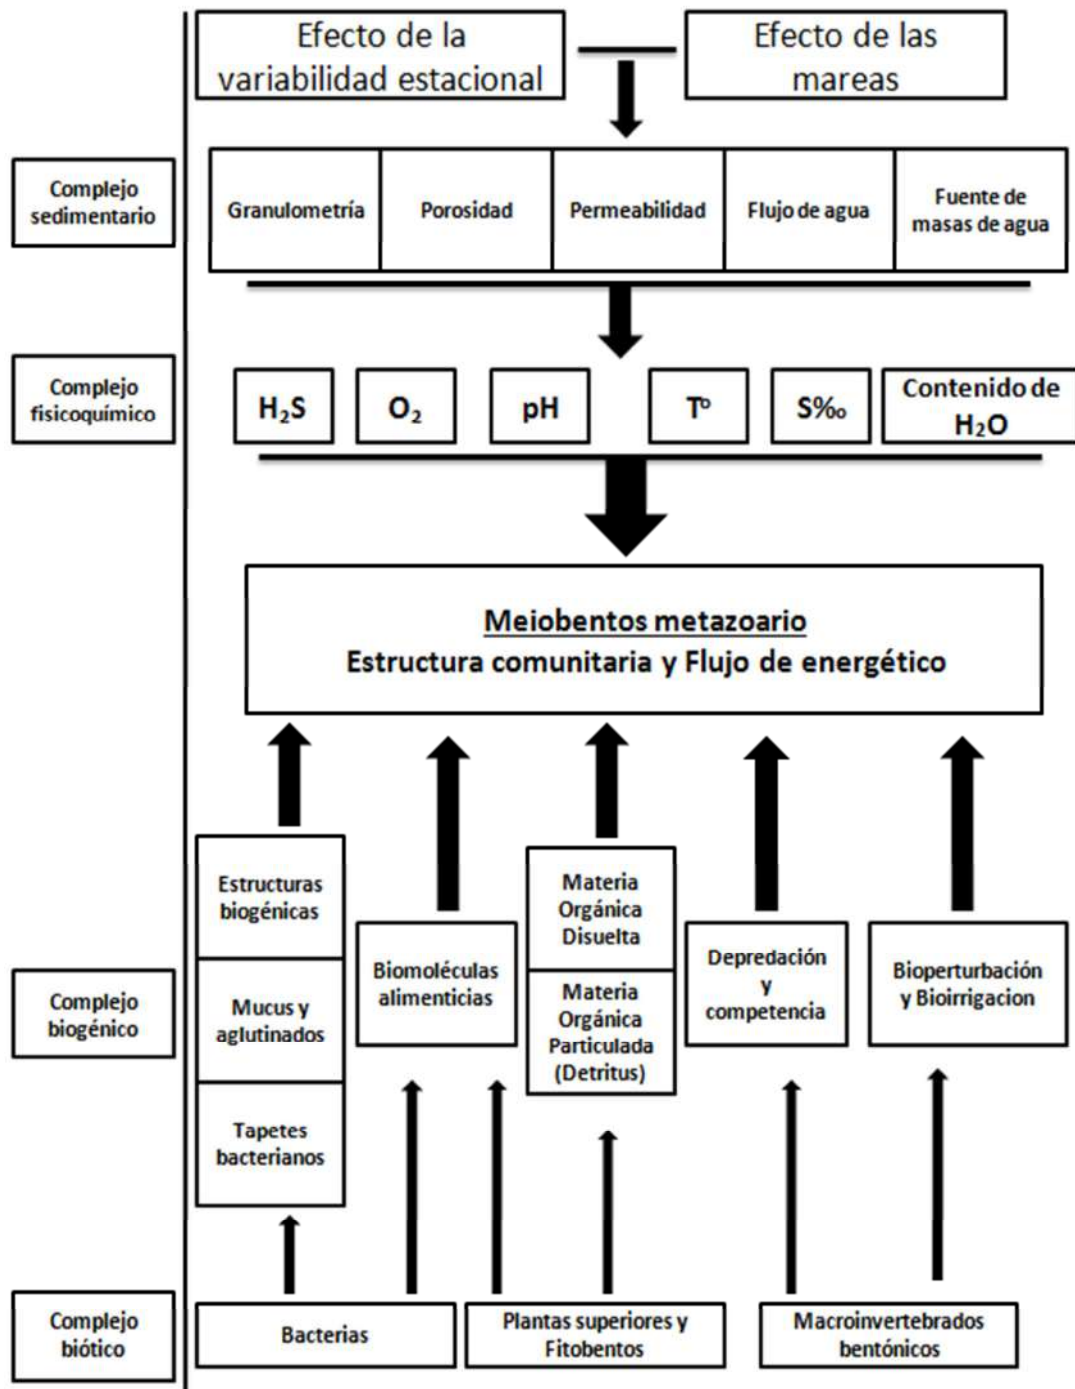 Efecto de la
variabilidad estacional
Efecto de las
mareas
Complejo
sedimentario
Granulometría
Porosidad
Permeabilidad
Flujo de agua
Fuente de
masas de agua
Complejo
fisicoquímico
H₂S
O₂
pH
Tº
S‰
Contenido de
H₂O
Meiobentos metazoario
Estructura comunitaria y Flujo de energético
Complejo
biogénico
Estructuras
biogénicas
Mucus y
aglutinados
Tapetes
bacterianos
Biomoléculas
alimenticias
Materia
Orgánica
Disuelta
Materia
Orgánica
Particulada
(Detritus)
Depredación
y
competencia
Bioperturbación
y Bioirrigacion
Complejo
biótico
Bacterias
Plantas superiores y
Fitobentos
Macroinvertebrados
bentónicos